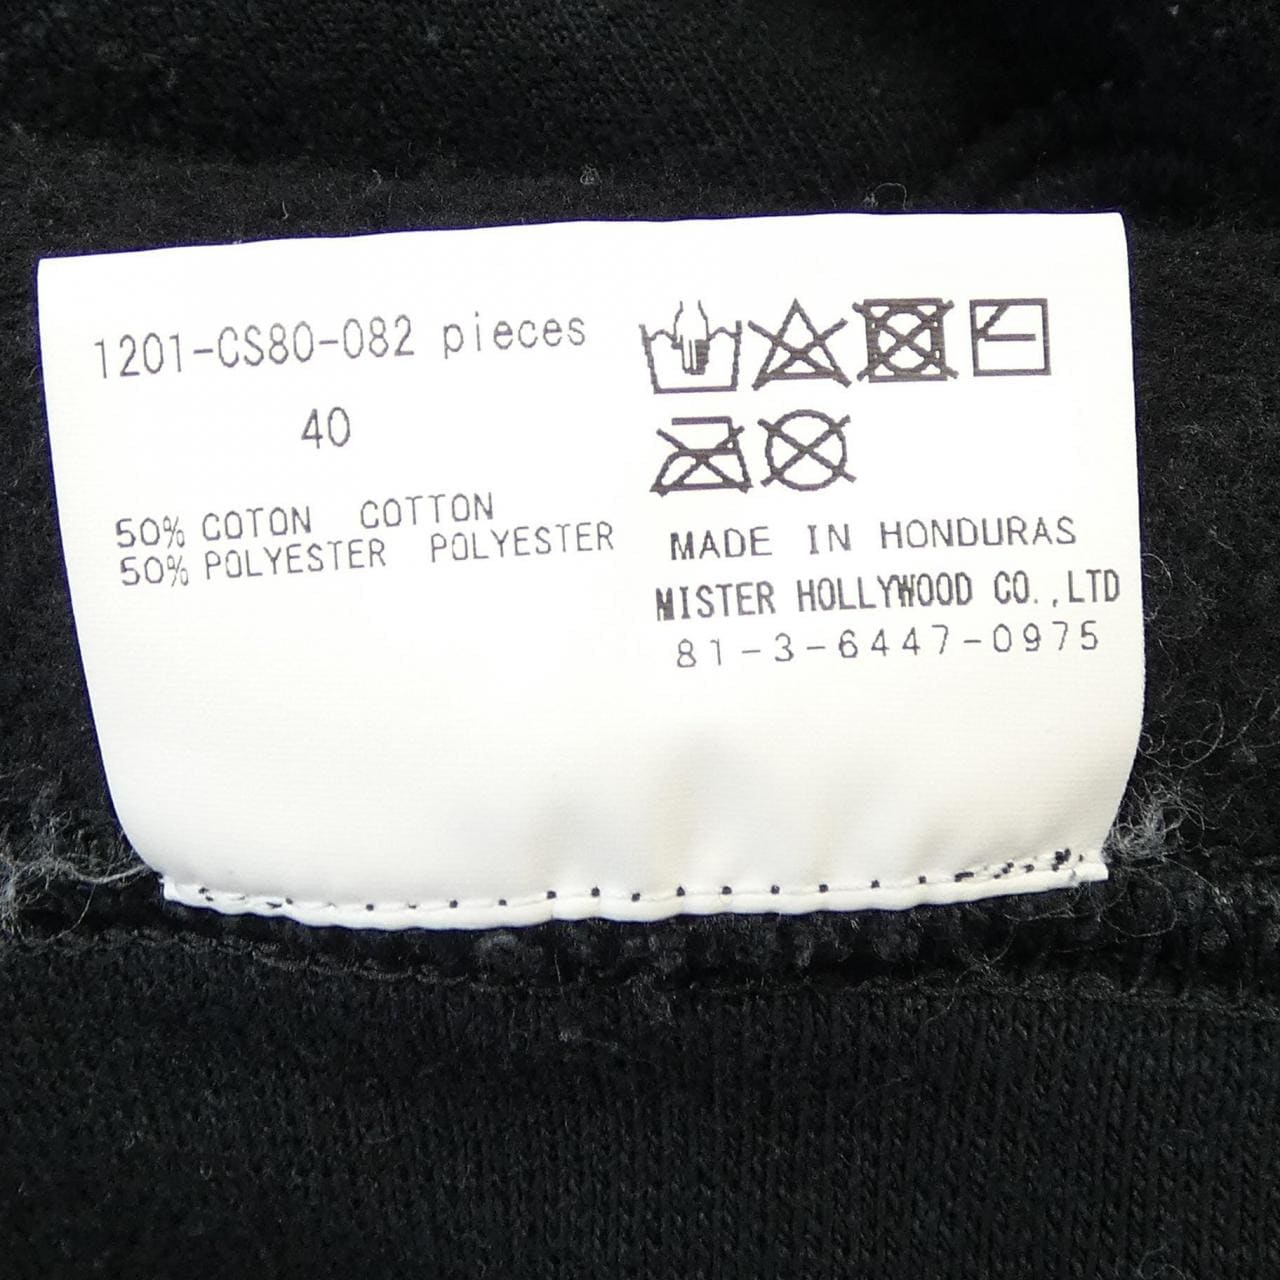 1201-CS80-082 pieces
40
50% COTON COTTON
50% POLYESTER POLYESTER
MADE IN HONDURAS
MISTER HOLLYWOOD CO.,LTD
81-3-6447-0975